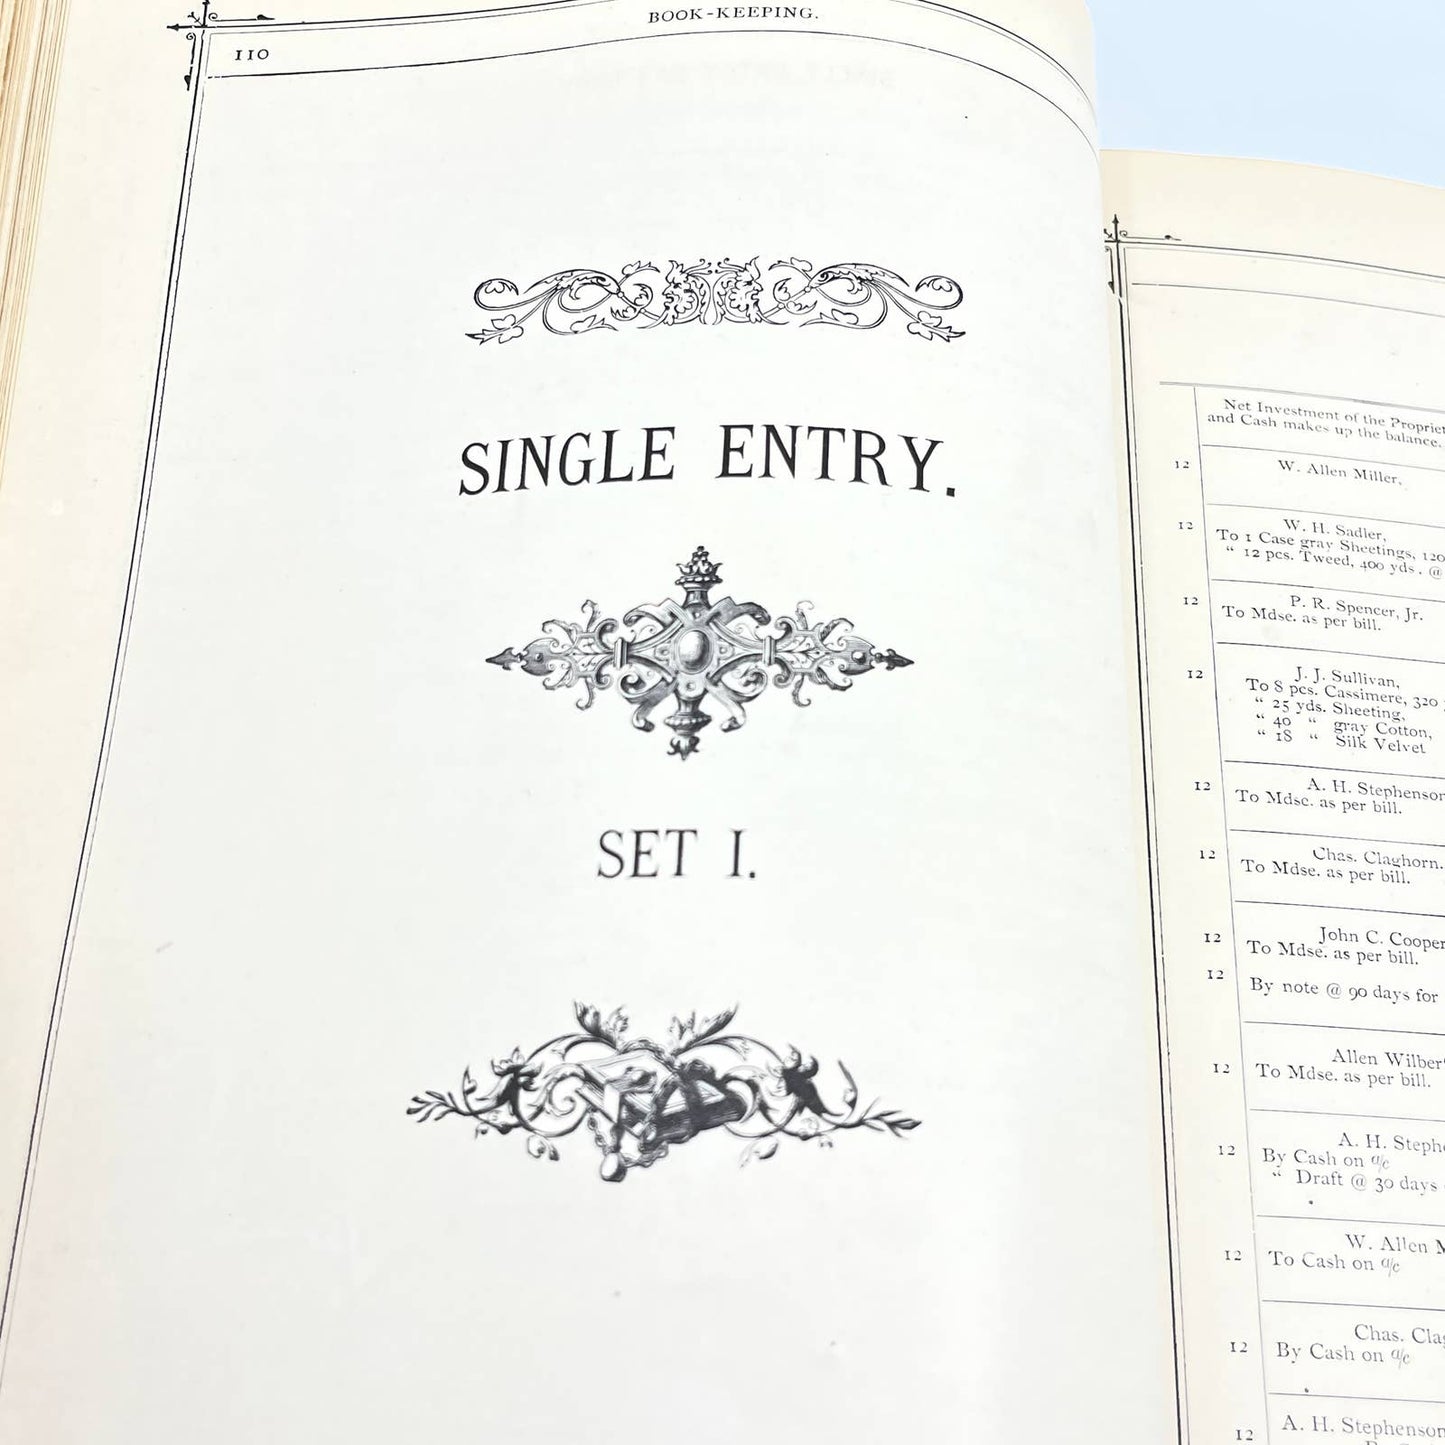 BOOK-KEEPING.
110
SINGLE ENTRY.
SET I.
Net Investment of the
and Cash makes up the balance.
12 W. Allen Miller,
12 W. H. Sadler,
To 1 Case gray Sheetings, 120
“ 12 pcs. Tweed, 400 yds. @
12 P. R. Spencer, Jr.
To Mdse. as per bill.
12 J. J. Sullivan,
To 8 pcs. Cassimere, 320
“ 25 yds. Sheeting,
“ 40 “ gray Cotton,
“ 18 “ Silk Velvet
12 A. H. Stephenson
To Mdse. as per bill.
12 Chas. Claghorn.
To Mdse. as per bill.
12 John C. Cooper
To Mdse. as per bill.
12 By note @ 90 days for
12 Allen Wilber
To Mdse. as per bill.
12 A. H. Stephe
By Cash on a/c
“ Draft @ 30 days
12 W. Allen M
To Cash on a/c
12 Chas. Clag
By Cash on a/c
12 A. H. Stephenson